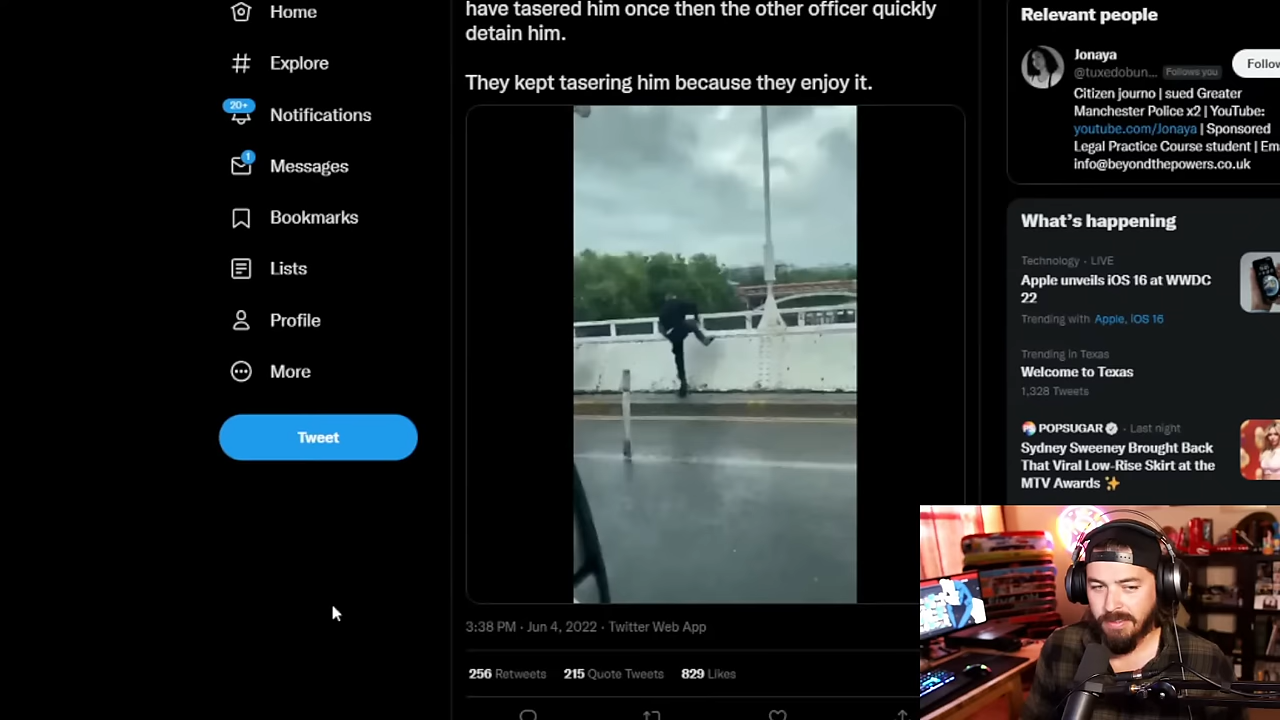 Home
Explore
20+
Notifications
1
Messages
Bookmarks
Lists
Profile
More
Tweet
have tasered him once then the other officer quickly
detain him.
They kept tasering him because they enjoy it.
3:38 PM · Jun 4, 2022 · Twitter Web App
256 Retweets 215 Quote Tweets 829 Likes
Relevant people
Jonaya
@tuxedobun... Follows you
Follow
Citizen journo | sued Greater
Manchester Police x2 | YouTube:
youtube.com/Jonaya | Sponsored
Legal Practice Course student | Em
info@beyondthepowers.co.uk
What's happening
Technology · LIVE
Apple unveils iOS 16 at WWDC
22
Trending with Apple, iOS 16
Trending in Texas
Welcome to Texas
1,328 Tweets
POPSUGAR · Last night
Sydney Sweeney Brought Back
That Viral Low-Rise Skirt at the
MTV Awards ✨